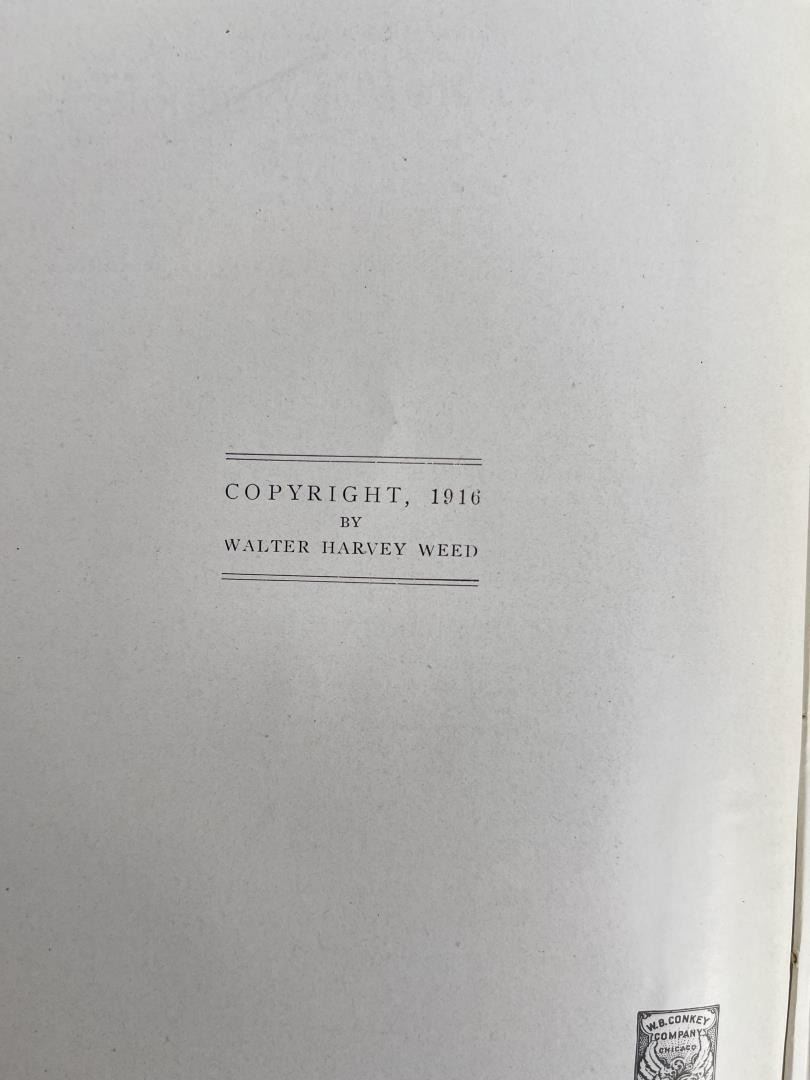 COPYRIGHT, 1916
BY
WALTER HARVEY WEED
W.B. CONKEY
COMPANY
CHICAGO